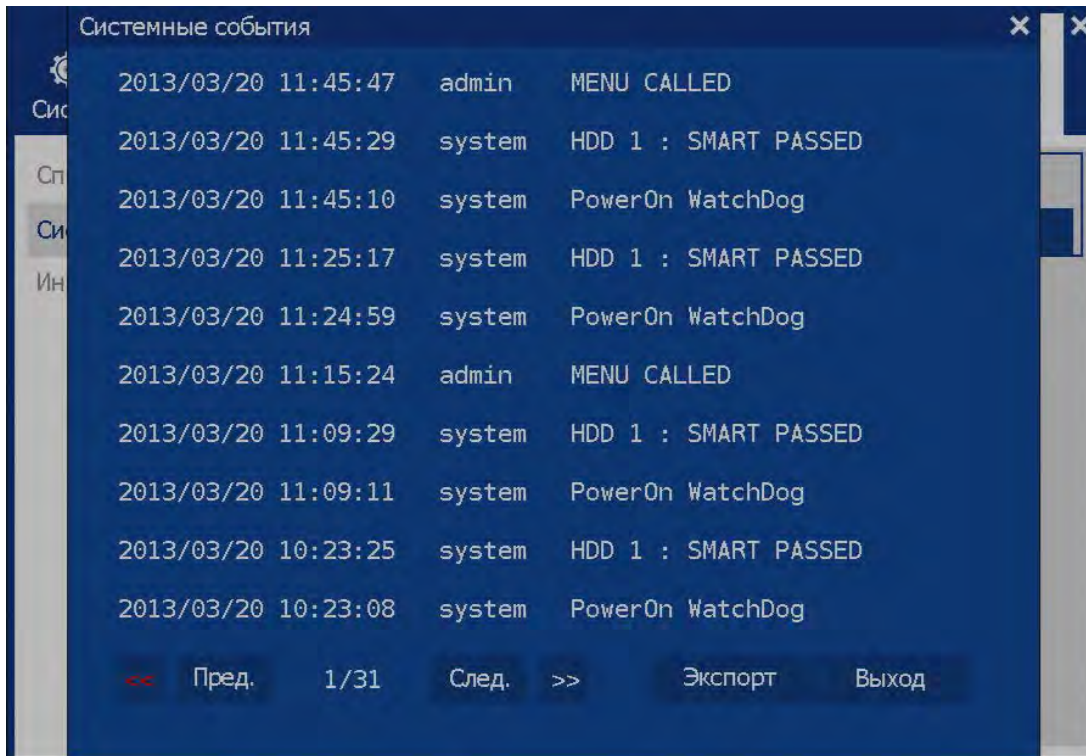 Системные события
2013/03/20 11:45:47 admin MENU CALLED
2013/03/20 11:45:29 system HDD 1 : SMART PASSED
2013/03/20 11:45:10 system PowerOn WatchDog
2013/03/20 11:25:17 system HDD 1 : SMART PASSED
2013/03/20 11:24:59 system PowerOn WatchDog
2013/03/20 11:15:24 admin MENU CALLED
2013/03/20 11:09:29 system HDD 1 : SMART PASSED
2013/03/20 11:09:11 system PowerOn WatchDog
2013/03/20 10:23:25 system HDD 1 : SMART PASSED
2013/03/20 10:23:08 system PowerOn WatchDog
<< Пред. 1/31 След. >> Экспорт Выход